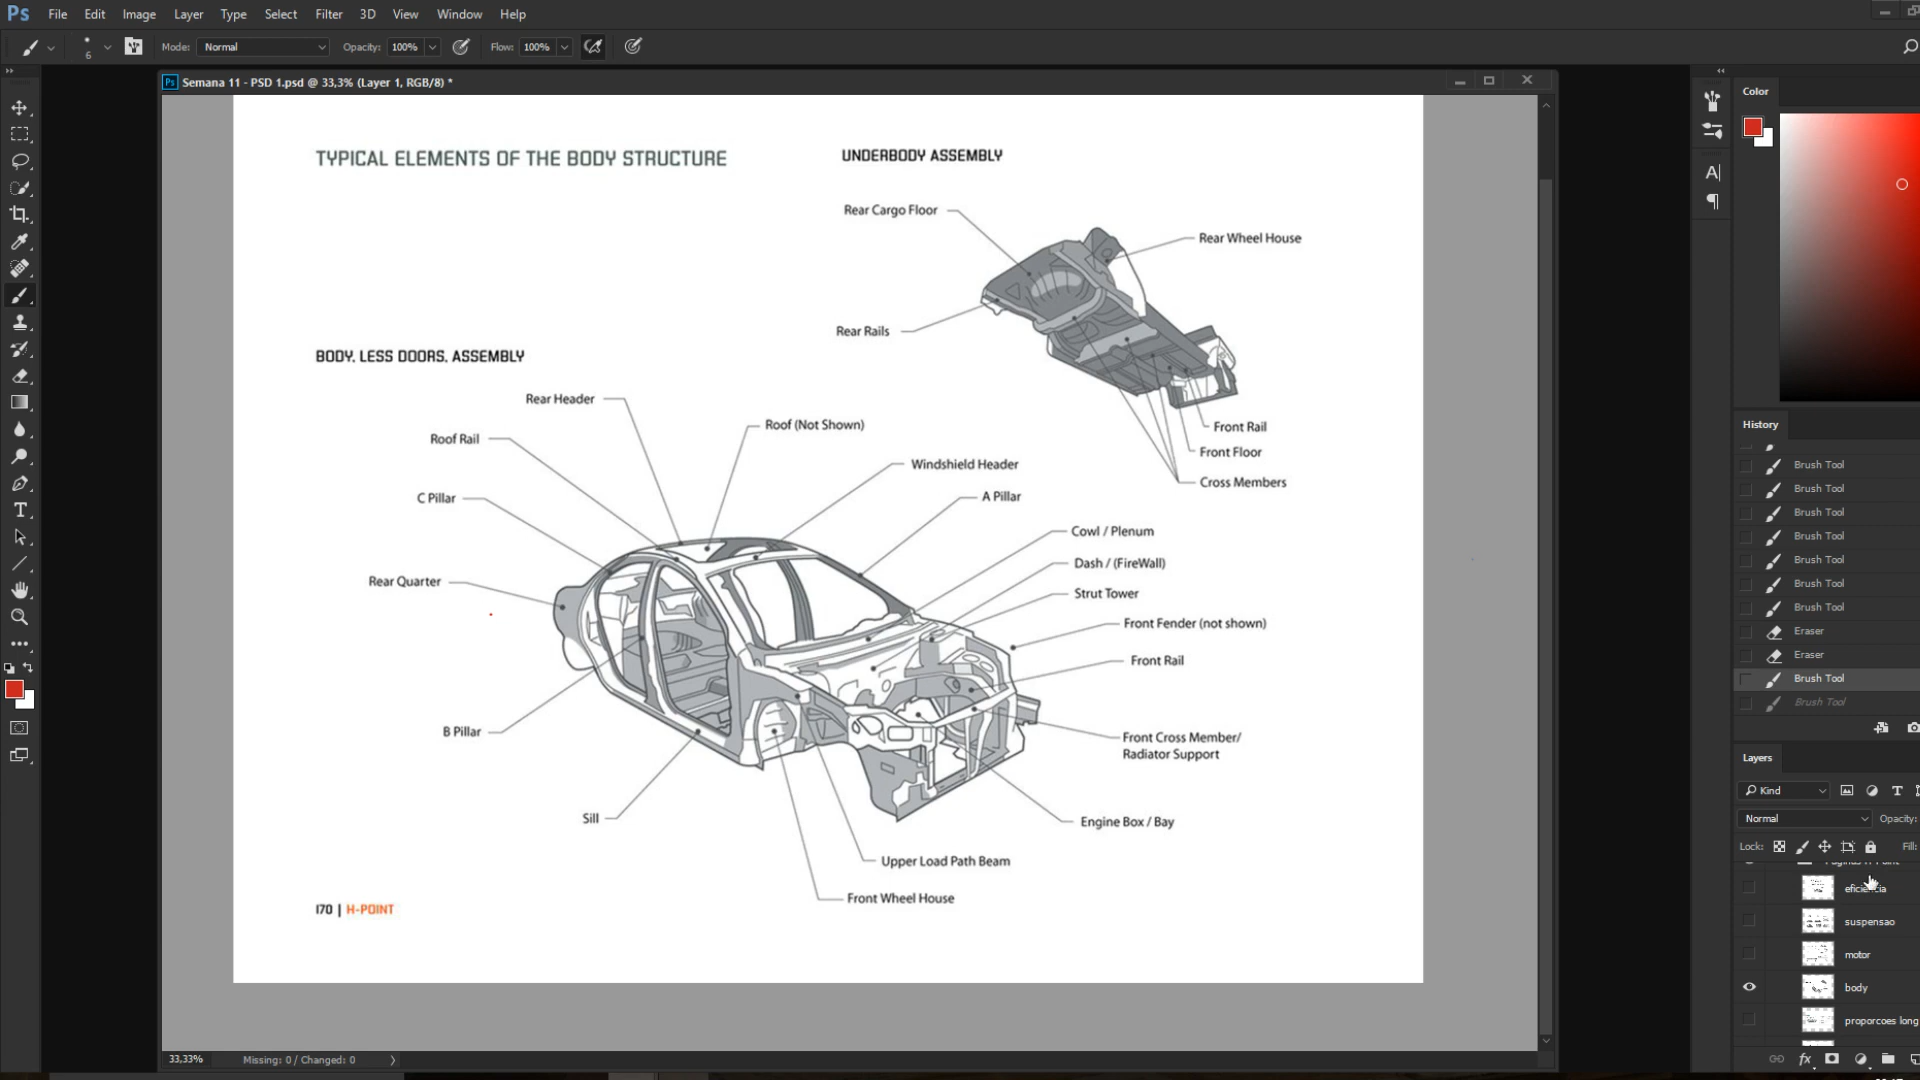 Ps File Edit Image Layer Type Select Filter 3D View Window Help
6 Mode: Normal Opacity: 100% Flow: 100%
Ps Semana 11 - PSD 1.psd @ 33,3% (Layer 1, RGB/8) *
Color
TYPICAL ELEMENTS OF THE BODY STRUCTURE
UNDERBODY ASSEMBLY
Rear Cargo Floor
Rear Wheel House
Rear Rails
BODY, LESS DOORS, ASSEMBLY
Rear Header
Roof (Not Shown)
Front Rail
Roof Rail
Front Floor
Windshield Header
Cross Members
C Pillar
A Pillar
Cowl / Plenum
Dash / (FireWall)
Rear Quarter
Strut Tower
Front Fender (not shown)
Front Rail
B Pillar
Front Cross Member/
Radiator Support
Sill
Engine Box / Bay
Upper Load Path Beam
Front Wheel House
170 | H-POINT
33,33% Missing: 0 / Changed: 0
History
Brush Tool
Brush Tool
Brush Tool
Brush Tool
Brush Tool
Brush Tool
Brush Tool
Eraser
Eraser
Brush Tool
Brush Tool
Layers
Kind
Normal Opacity:
Lock: Fill:
suspensao
motor
body
proporcoes long
fx